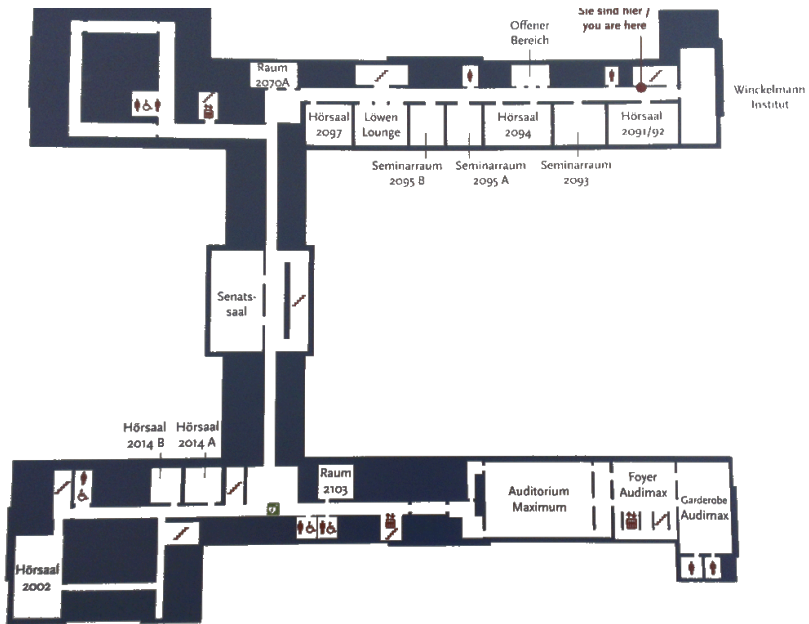 Sie sind hier /
you are here
Offener
Bereich
Raum
2070A
Winckelmann
Institut
Hörsaal
2097
Löwen
Lounge
Hörsaal
2094
Hörsaal
2091/92
Seminarraum
2095 B
Seminarraum
2095 A
Seminarraum
2093
Senats-
saal
Hörsaal
2014 B
Hörsaal
2014 A
Raum
2103
Auditorium
Maximum
Foyer
Audimax
Garderobe
Audimax
Hörsaal
2002